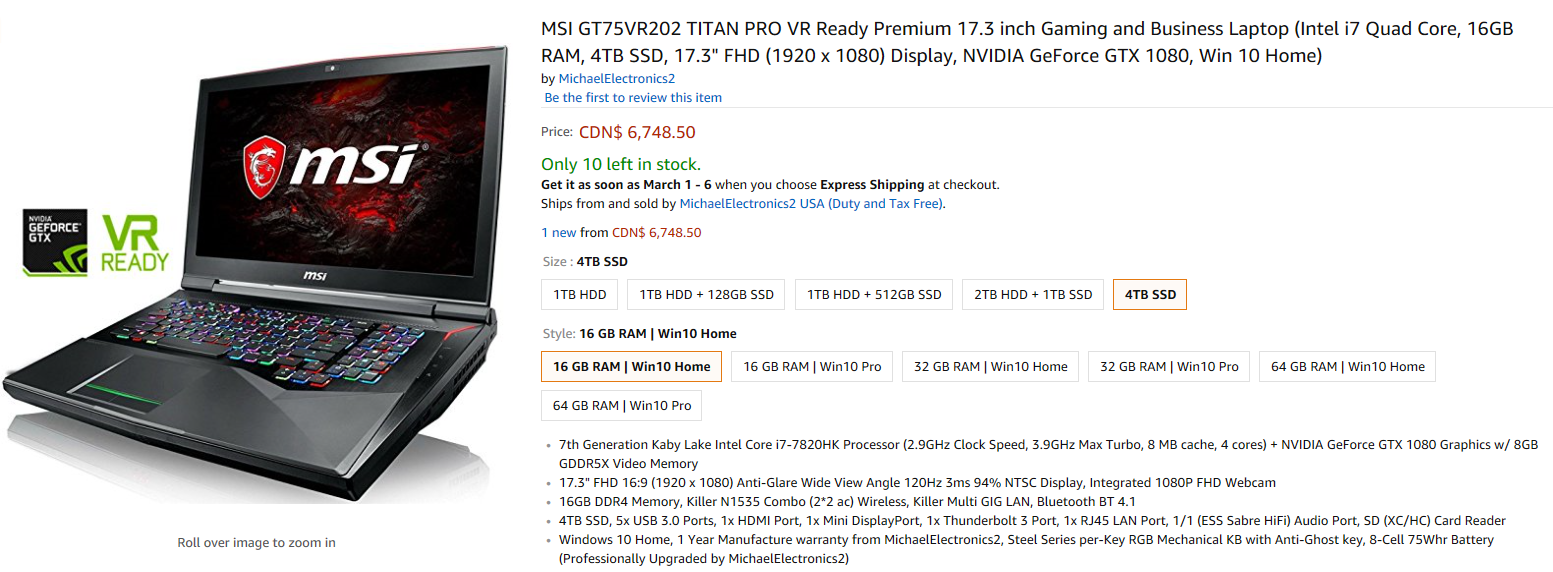 MSI GT75VR202 TITAN PRO VR Ready Premium 17.3 inch Gaming and Business Laptop (Intel i7 Quad Core, 16GB
RAM, 4TB SSD, 17.3" FHD (1920 x 1080) Display, NVIDIA GeForce GTX 1080, Win 10 Home)
by MichaelElectronics2
Be the first to review this item
Price: CDN$ 6,748.50
Only 10 left in stock.
Get it as soon as March 1 - 6 when you choose Express Shipping at checkout.
Ships from and sold by MichaelElectronics2 USA (Duty and Tax Free).
1 new from CDN$ 6,748.50
Size : 4TB SSD
1TB HDD
1TB HDD + 128GB SSD
1TB HDD + 512GB SSD
2TB HDD + 1TB SSD
4TB SSD
Style: 16 GB RAM | Win10 Home
16 GB RAM | Win10 Home
16 GB RAM | Win10 Pro
32 GB RAM | Win10 Home
32 GB RAM | Win10 Pro
64 GB RAM | Win10 Home
64 GB RAM | Win10 Pro
7th Generation Kaby Lake Intel Core i7-7820HK Processor (2.9GHz Clock Speed, 3.9GHz Max Turbo, 8 MB cache, 4 cores) + NVIDIA GeForce GTX 1080 Graphics w/ 8GB
GDDR5X Video Memory
17.3" FHD 16:9 (1920 x 1080) Anti-Glare Wide View Angle 120Hz 3ms 94% NTSC Display, Integrated 1080P FHD Webcam
16GB DDR4 Memory, Killer N1535 Combo (2*2 ac) Wireless, Killer Multi GIG LAN, Bluetooth BT 4.1
4TB SSD, 5x USB 3.0 Ports, 1x HDMI Port, 1x Mini DisplayPort, 1x Thunderbolt 3 Port, 1x RJ45 LAN Port, 1/1 (ESS Sabre HiFi) Audio Port, SD (XC/HC) Card Reader
Windows 10 Home, 1 Year Manufacture warranty from MichaelElectronics2, Steel Series per-Key RGB Mechanical KB with Anti-Ghost key, 8-Cell 75Whr Battery
(Professionally Upgraded by MichaelElectronics2)
msi
msi
NVIDIA
GEFORCE
GTX
VR
READY
Roll over image to zoom in